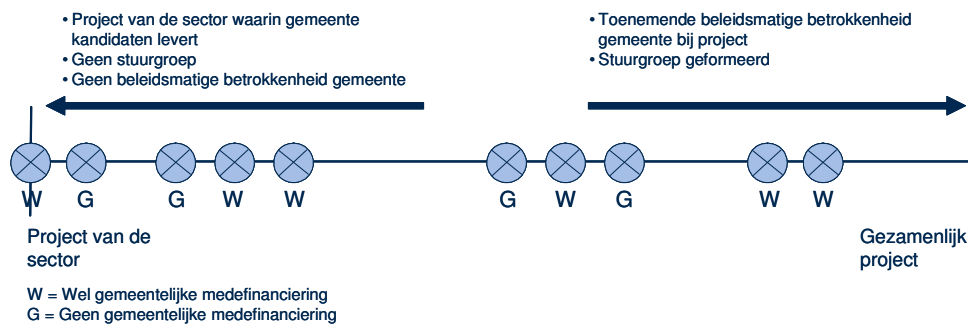 • Project van de sector waarin gemeente
kandidaten levert
• Geen stuurgroep
• Geen beleidsmatige betrokkenheid gemeente
• Toenemende beleidsmatige betrokkenheid
gemeente bij project
• Stuurgroep geformeerd
W G G W W G W G W W
Project van de
sector
Gezamenlijk
project
W = Wel gemeentelijke medefinanciering
G = Geen gemeentelijke medefinanciering